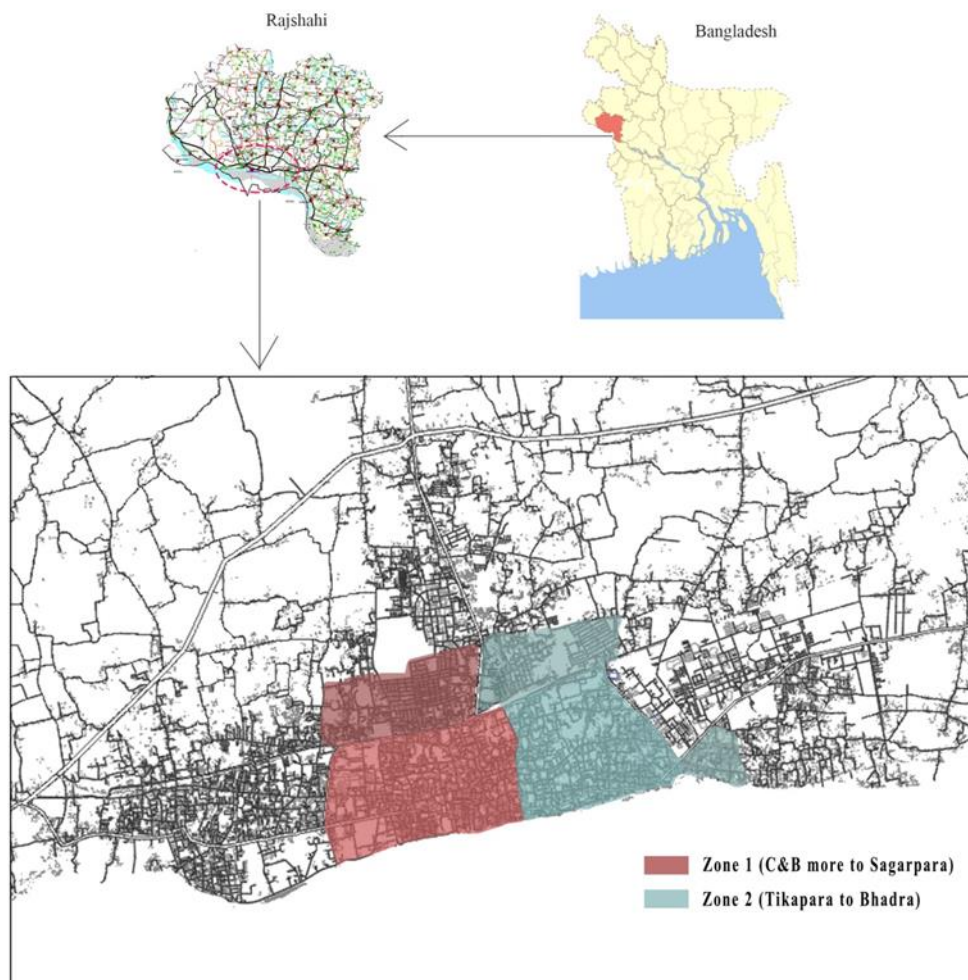 Rajshahi
Bangladesh
Zone 1 (C&B more to Sagarpara)
Zone 2 (Tikapara to Bhadra)